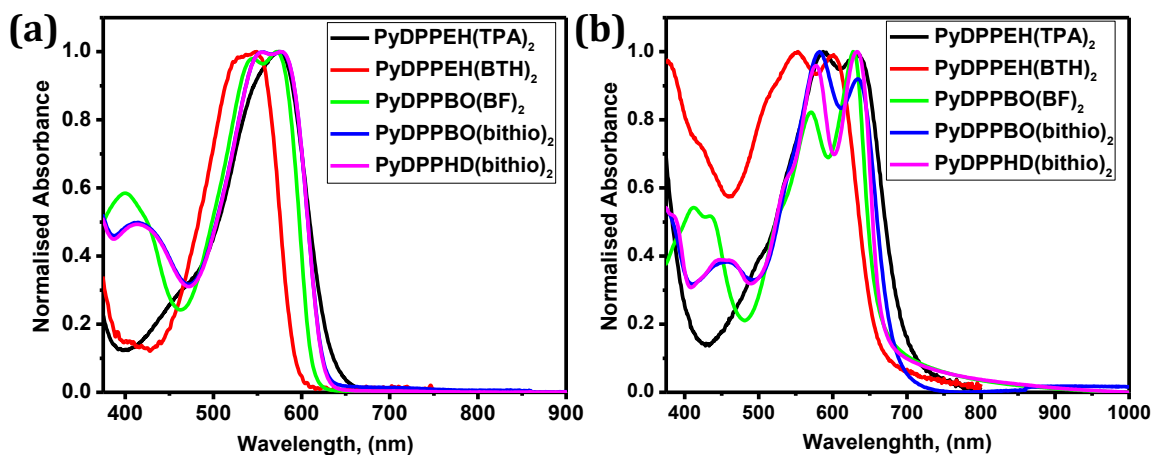 (a)
Normalised Absorbance
1.0
0.8
0.6
0.4
0.2
0.0
PyDPPEH(TPA)₂
PyDPPEH(BTH)₂
PyDPPBO(BF)₂
PyDPPBO(bithio)₂
PyDPPHD(bithio)₂
400 500 600 700 800 900
Wavelength, (nm)
(b)
Normalised Absorbance
1.0
0.8
0.6
0.4
0.2
0.0
PyDPPEH(TPA)₂
PyDPPEH(BTH)₂
PyDPPBO(BF)₂
PyDPPBO(bithio)₂
PyDPPHD(bithio)₂
400 500 600 700 800 900 1000
Wavelenghth, (nm)